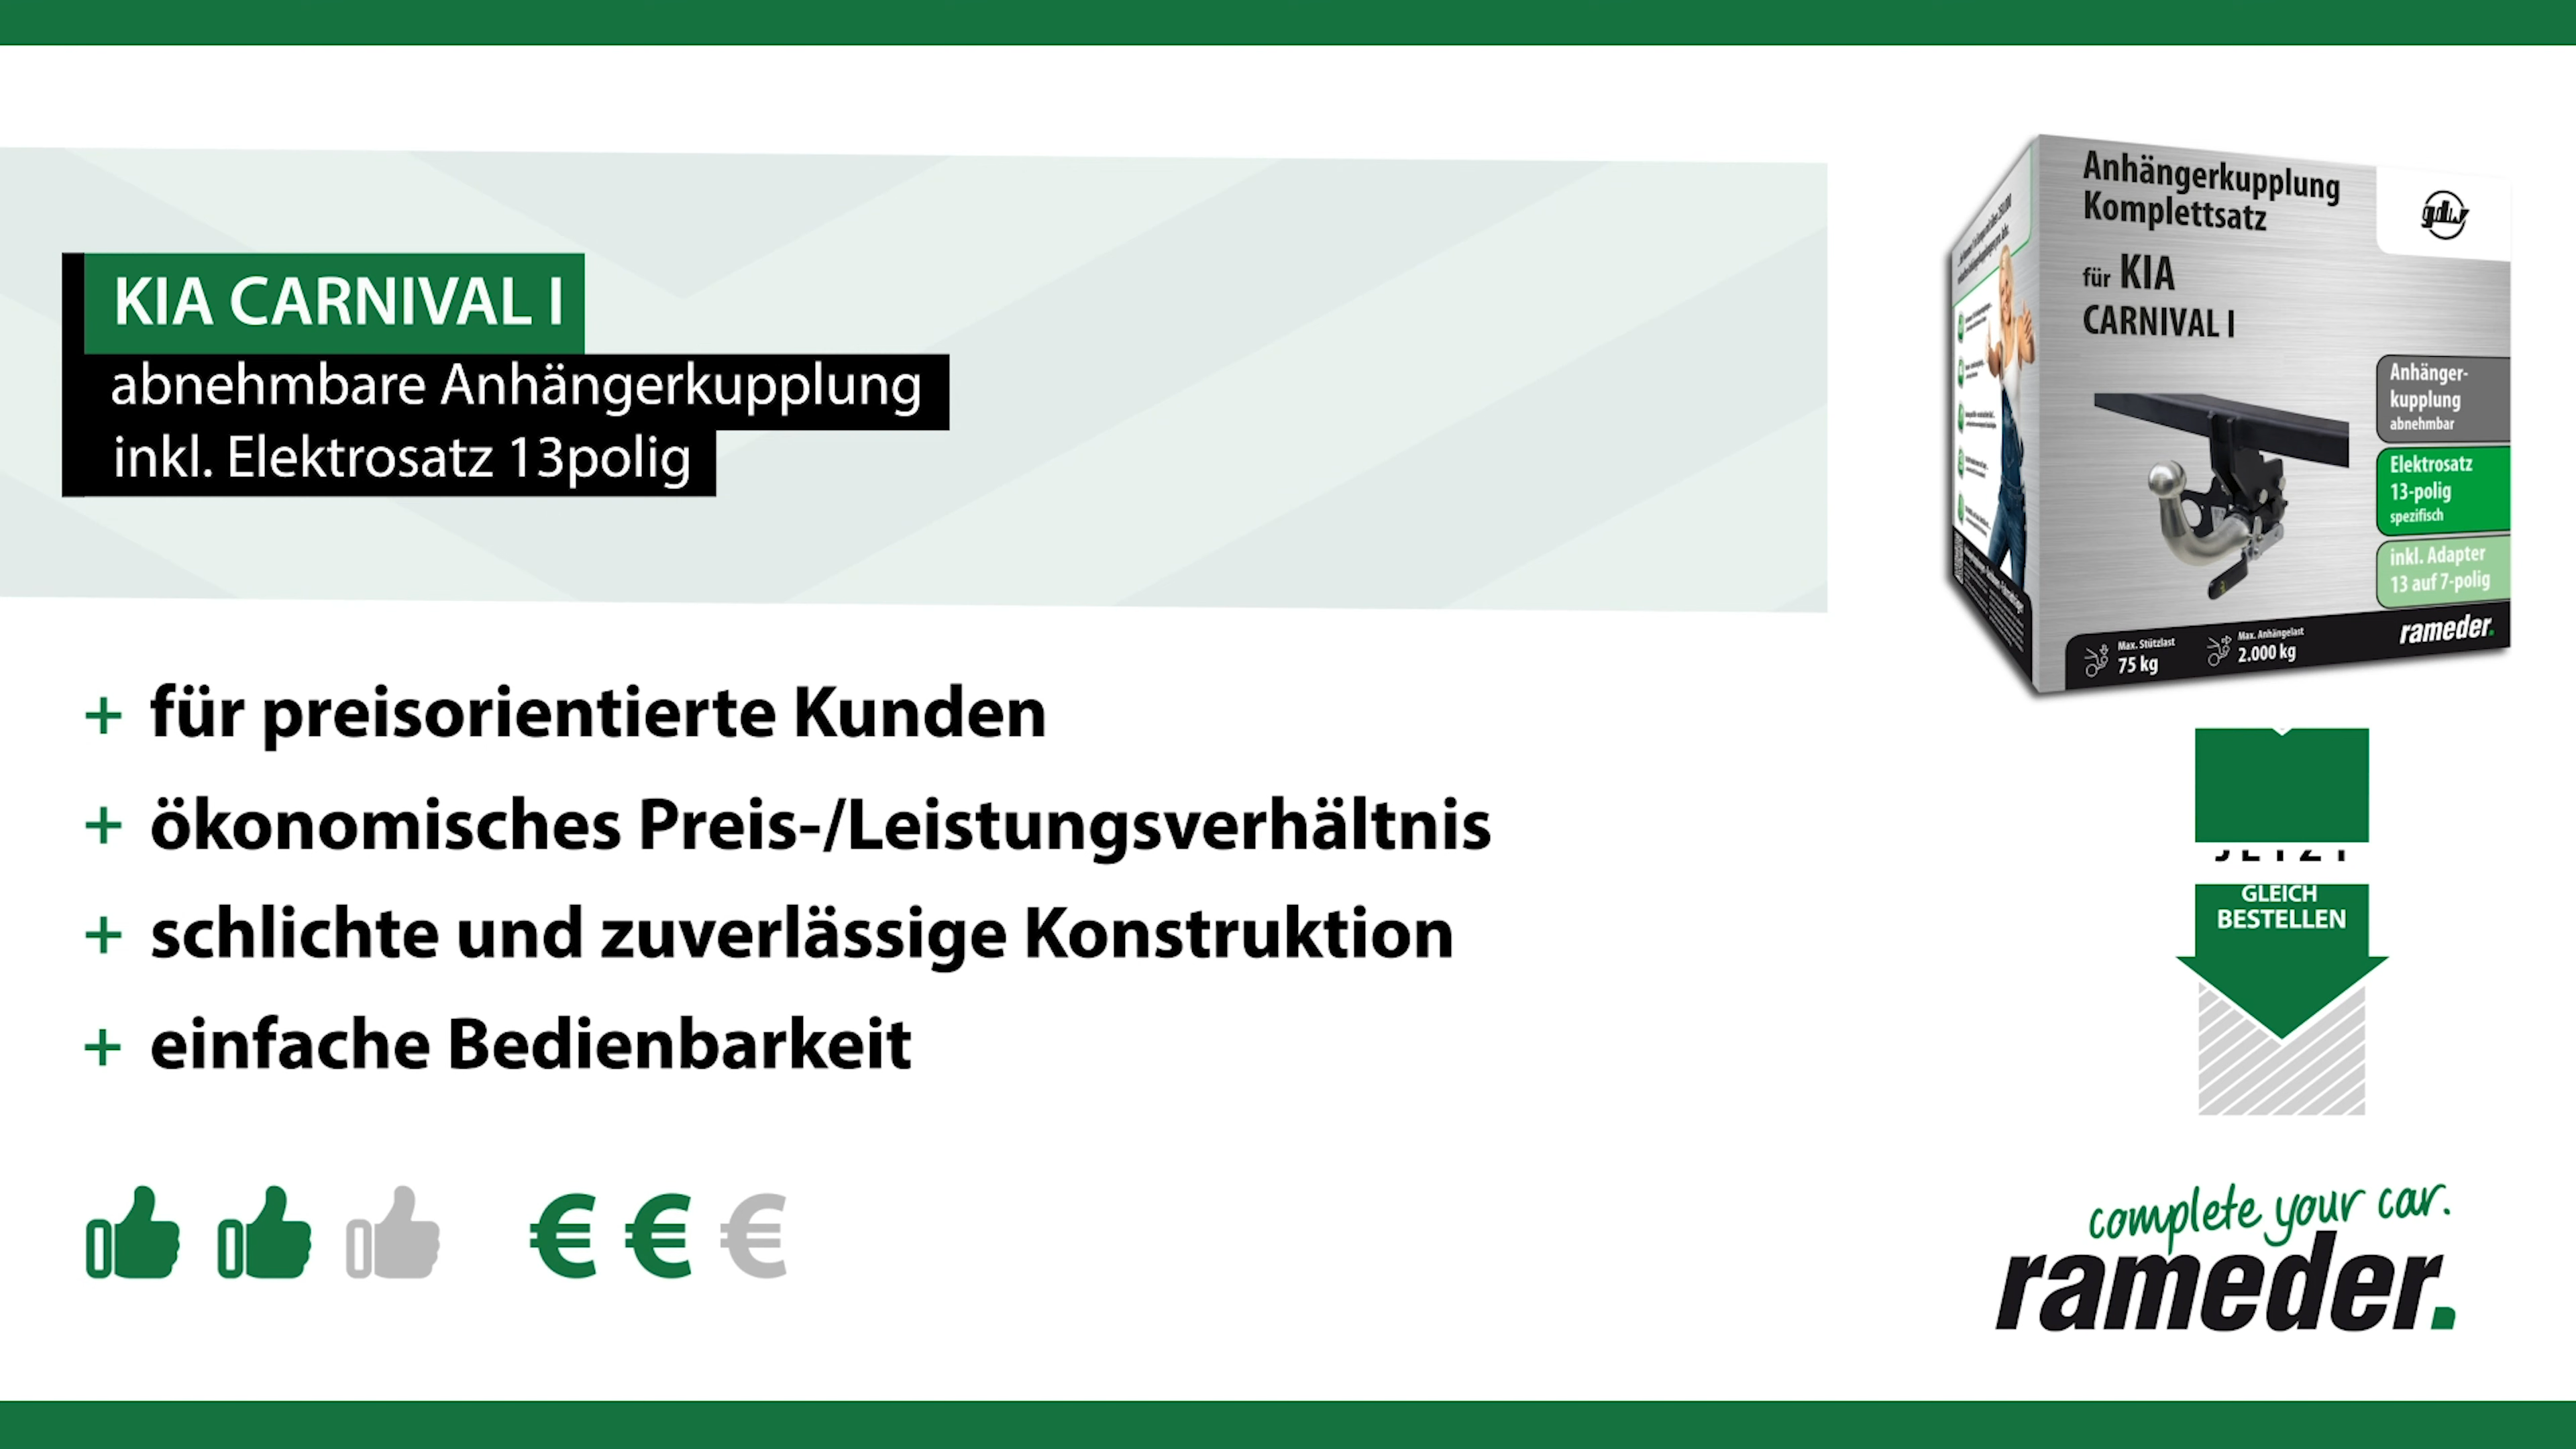 KIA CARNIVAL I
abnehmbare Anhängerkupplung
inkl. Elektrosatz 13polig
+ für preisorientierte Kunden
+ ökonomisches Preis-/Leistungsverhältnis
+ schlichte und zuverlässige Konstruktion
+ einfache Bedienbarkeit
€ € €
Anhängerkupplung
Komplettsatz
für KIA
CARNIVAL I
gdw
Anhänger-
kupplung
abnehmbar
Elektrosatz
13-polig
spezifisch
inkl. Adapter
13 auf 7-polig
Max. Stützlast
75 kg
Max. Anhängelast
2.000 kg
rameder.
GLEICH
BESTELLEN
complete your car.
rameder.